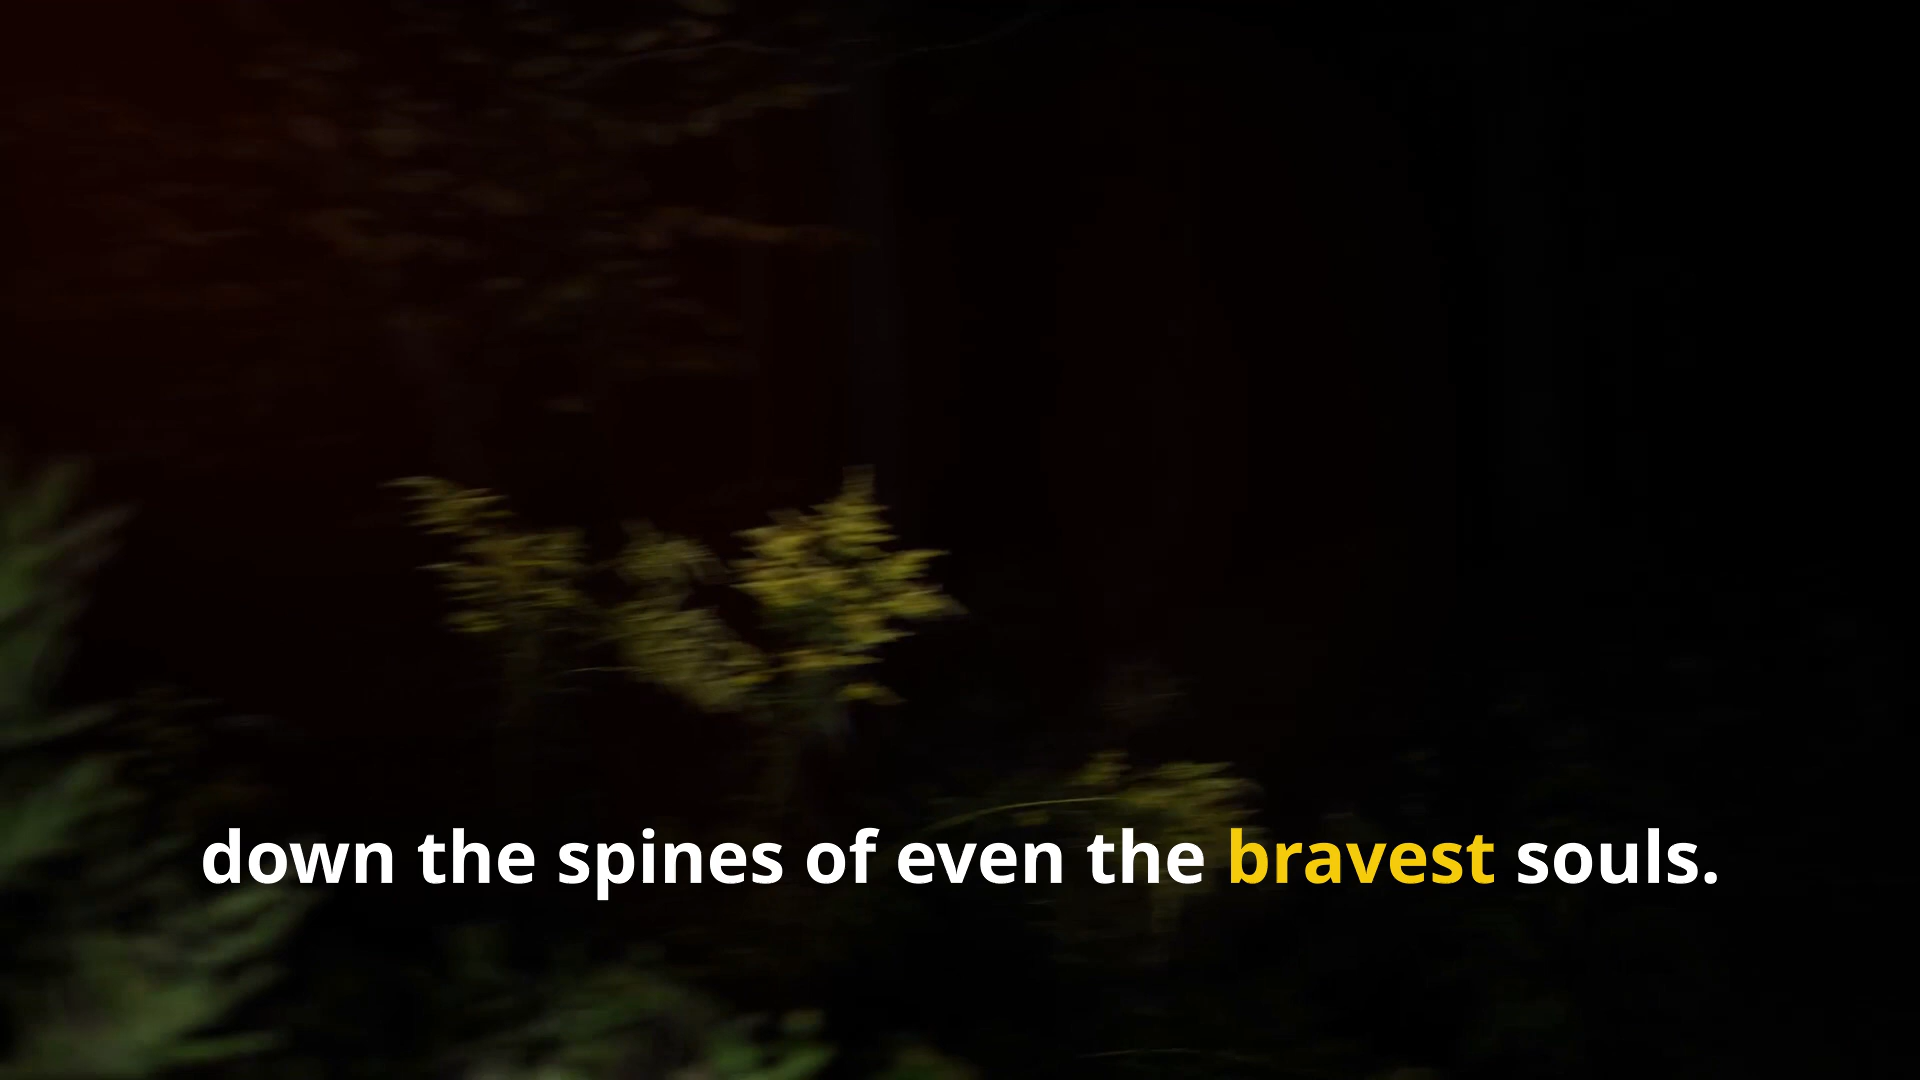 down the spines of even the bravest souls.